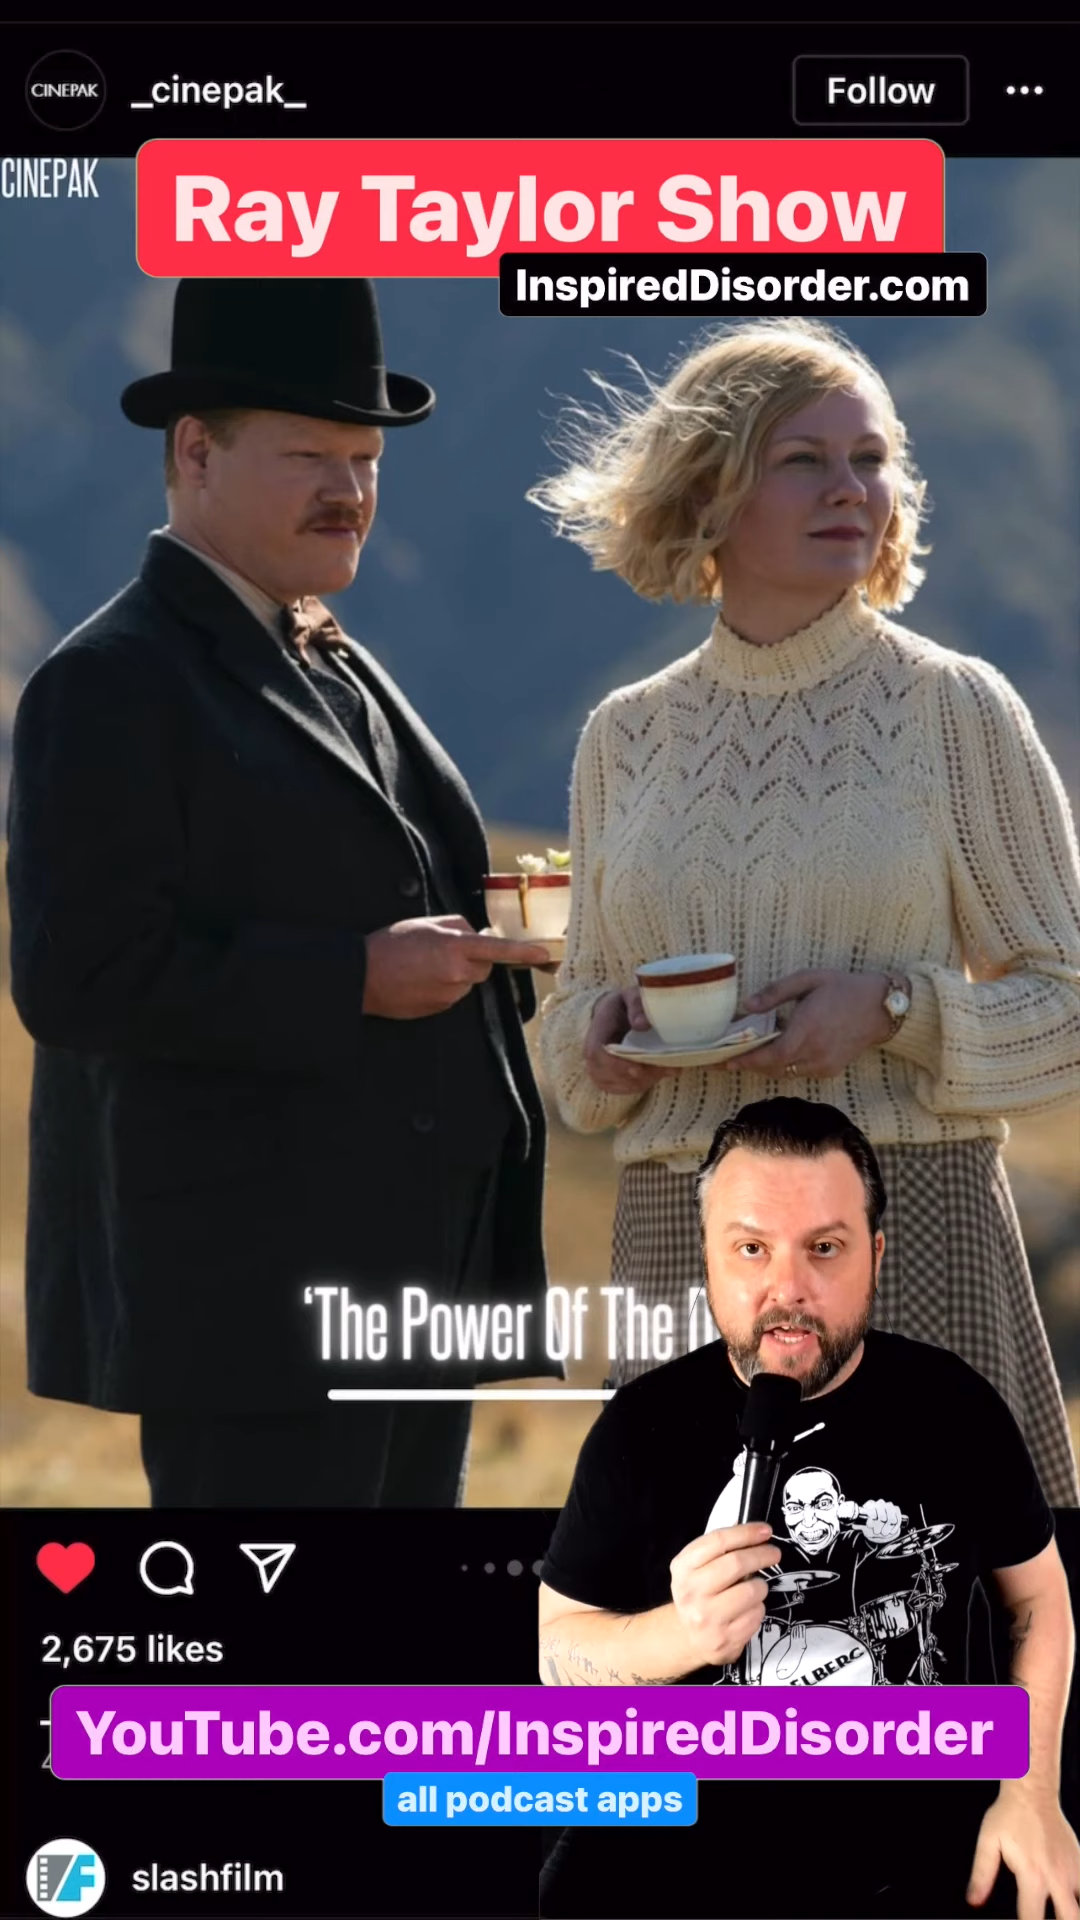 CINEPAK
_cinepak_
Follow
CINEPAK
Ray Taylor Show
InspiredDisorder.com
‘The Power Of The
2,675 likes
YouTube.com/InspiredDisorder
all podcast apps
slashfilm
ELBERG